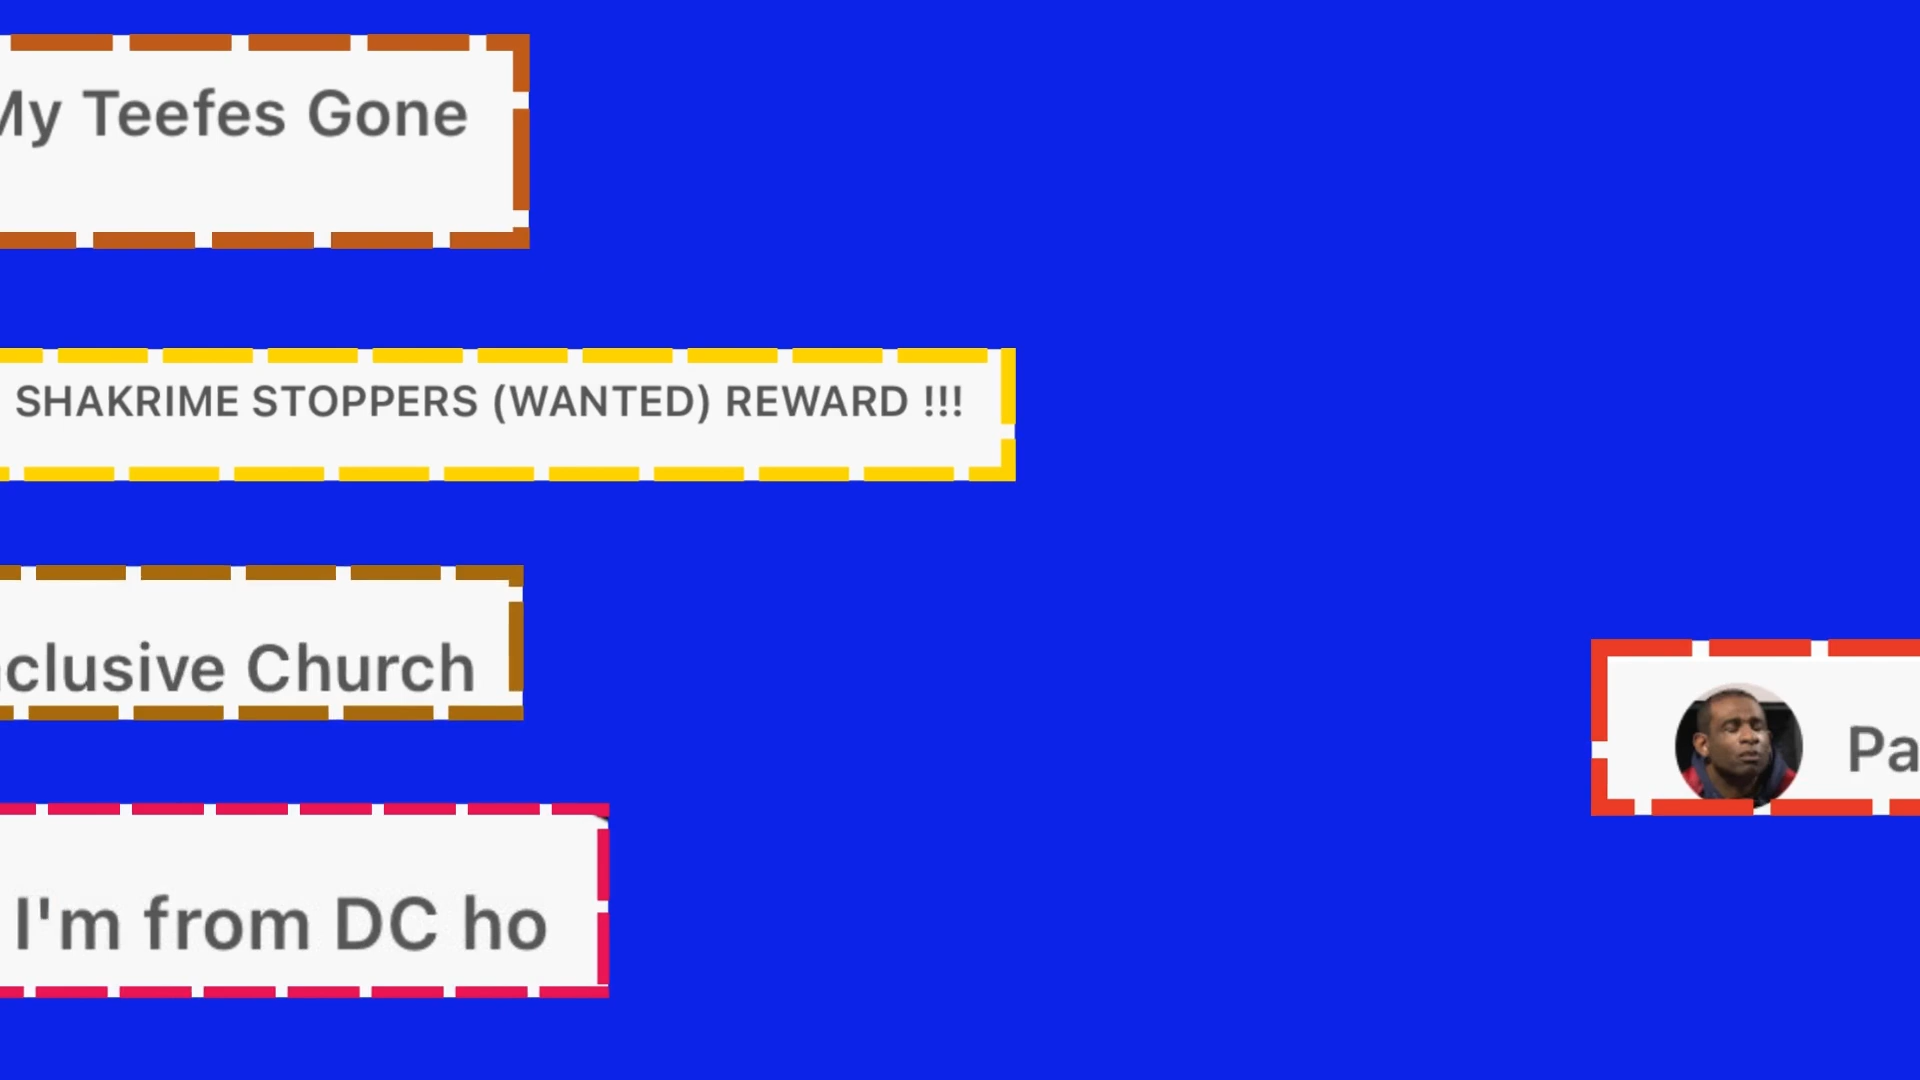 My Teefes Gone
SHAKRIME STOPPERS (WANTED) REWARD !!!
clusive Church
I'm from DC ho
Pa